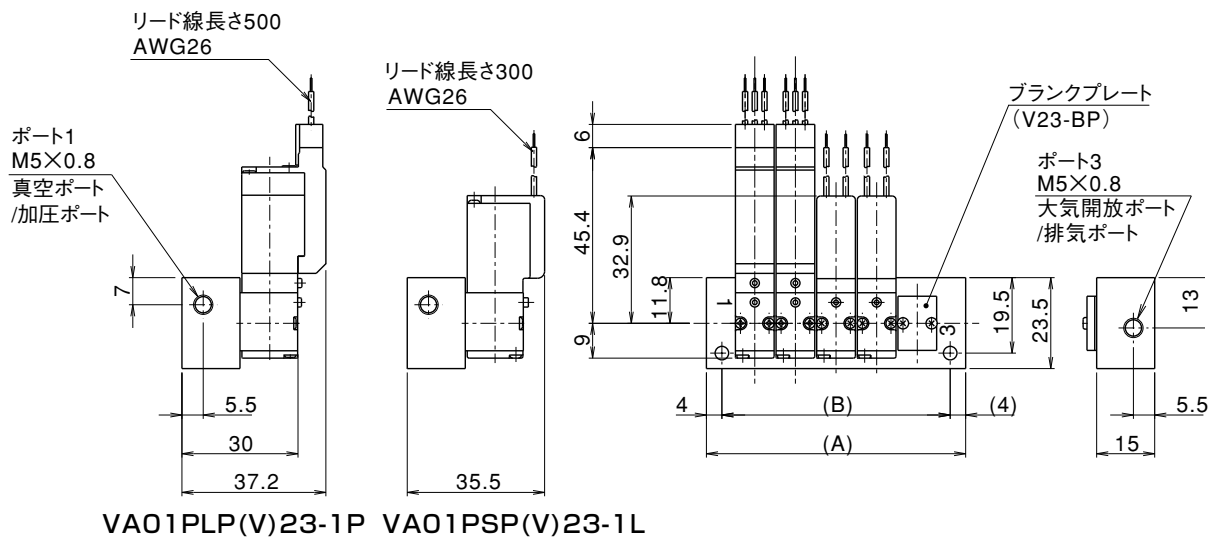 リード線長さ500
AWG26
ポート1
M5×0.8
真空ポート
/加圧ポート
7
5.5
30
37.2
リード線長さ300
AWG26
35.5
6
45.4
32.9
11.8
9
1
3
4
(B)
(4)
(A)
ブランクプレート
(V23-BP)
19.5
23.5
ポート3
M5×0.8
大気開放ポート
/排気ポート
13
5.5
15
VA01PLP(V)23-1P VA01PSP(V)23-1L